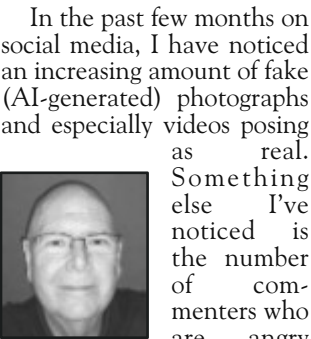 In the past few months on
social media, I have noticed
an increasing amount of fake
(AI-generated) photographs
and especially videos posing
as real.
Something
else I've
noticed is
the number
of com-
menters who
are angry